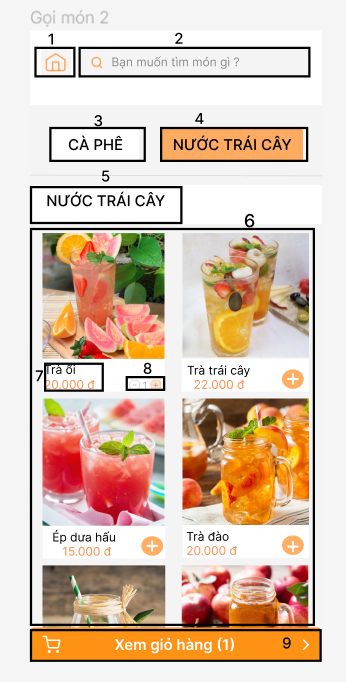 Gọi món 2
1
2
Bạn muốn tìm món gì ?
3
4
CÀ PHÊ
NƯỚC TRÁI CÂY
5
NƯỚC TRÁI CÂY
6
7
Trà ổi
20.000 đ
8
1
Trà trái cây
22.000 đ
Ép dưa hấu
15.000 đ
Trà đào
20.000 đ
Xem giỏ hàng (1)
9